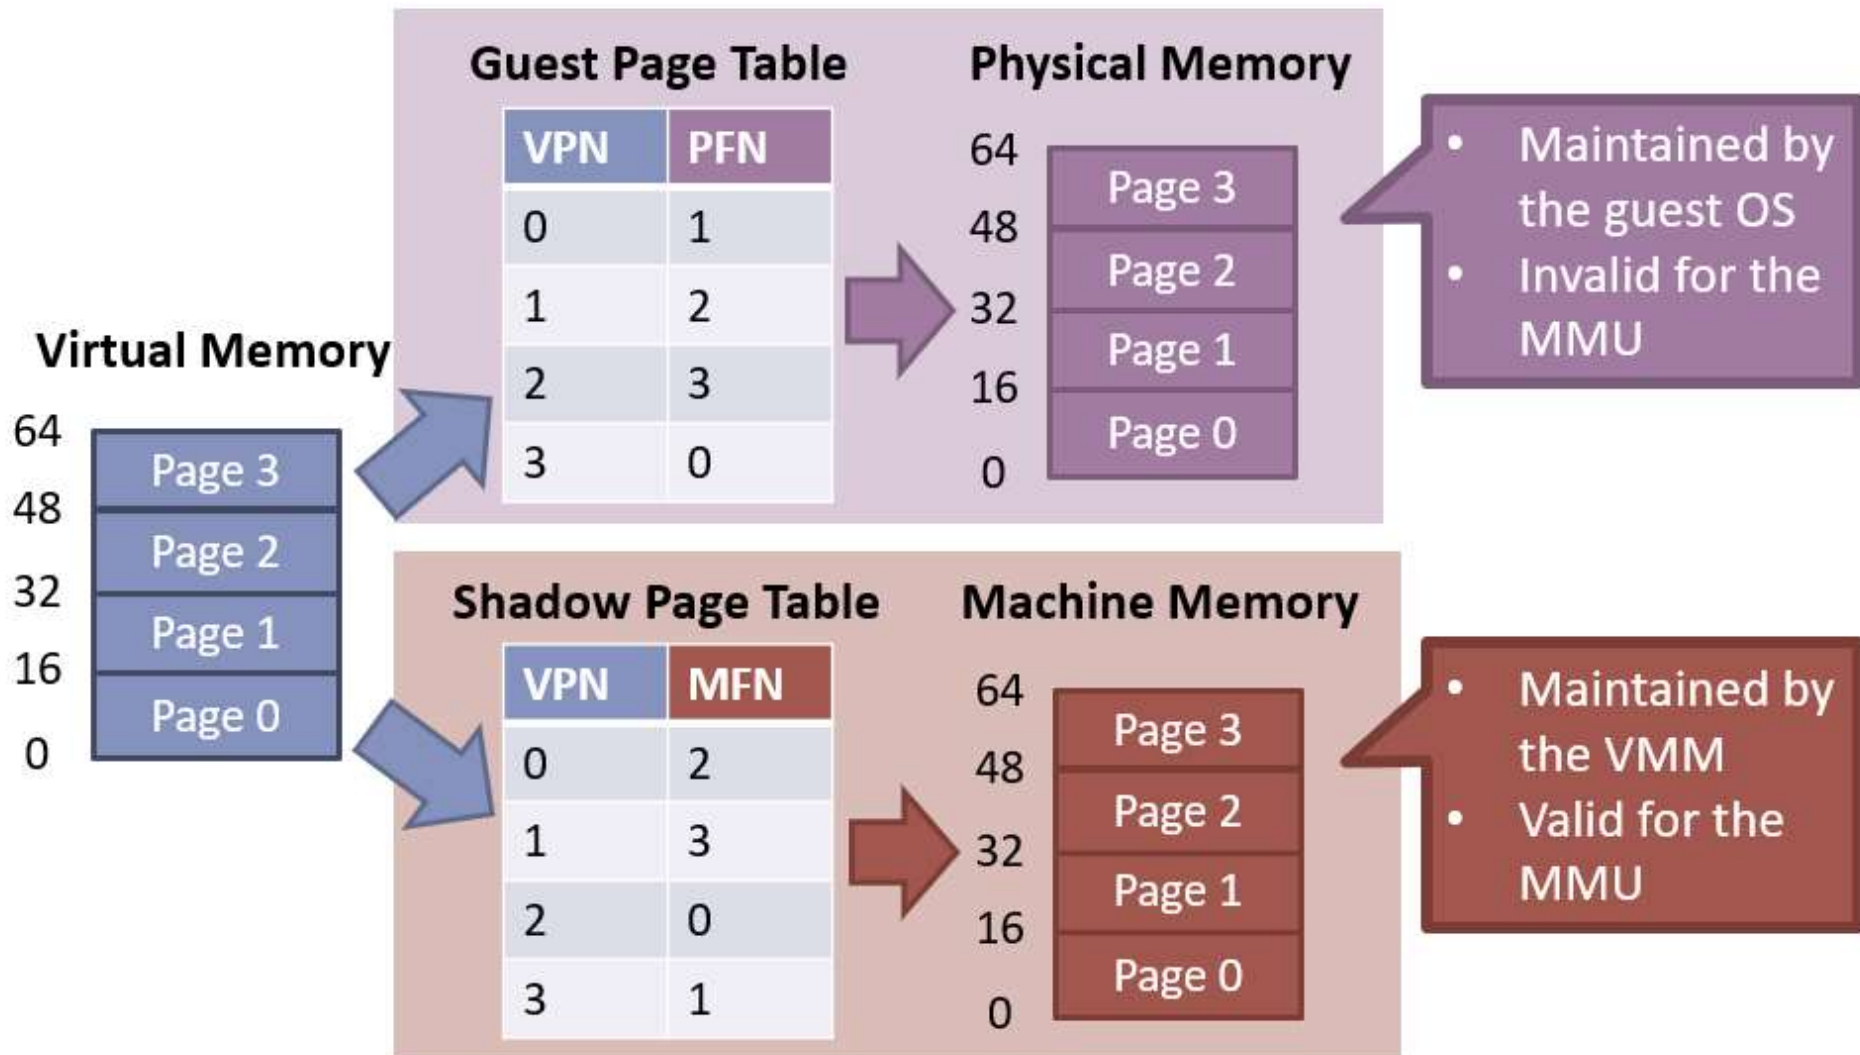 Virtual Memory
64
Page 3
48
Page 2
32
Page 1
16
Page 0
0
Guest Page Table
VPN PFN
0 1
1 2
2 3
3 0
Physical Memory
64
Page 3
48
Page 2
32
Page 1
16
Page 0
0
• Maintained by
the guest OS
• Invalid for the
MMU
Shadow Page Table
VPN MFN
0 2
1 3
2 0
3 1
Machine Memory
64
Page 3
48
Page 2
32
Page 1
16
Page 0
0
• Maintained by
the VMM
• Valid for the
MMU